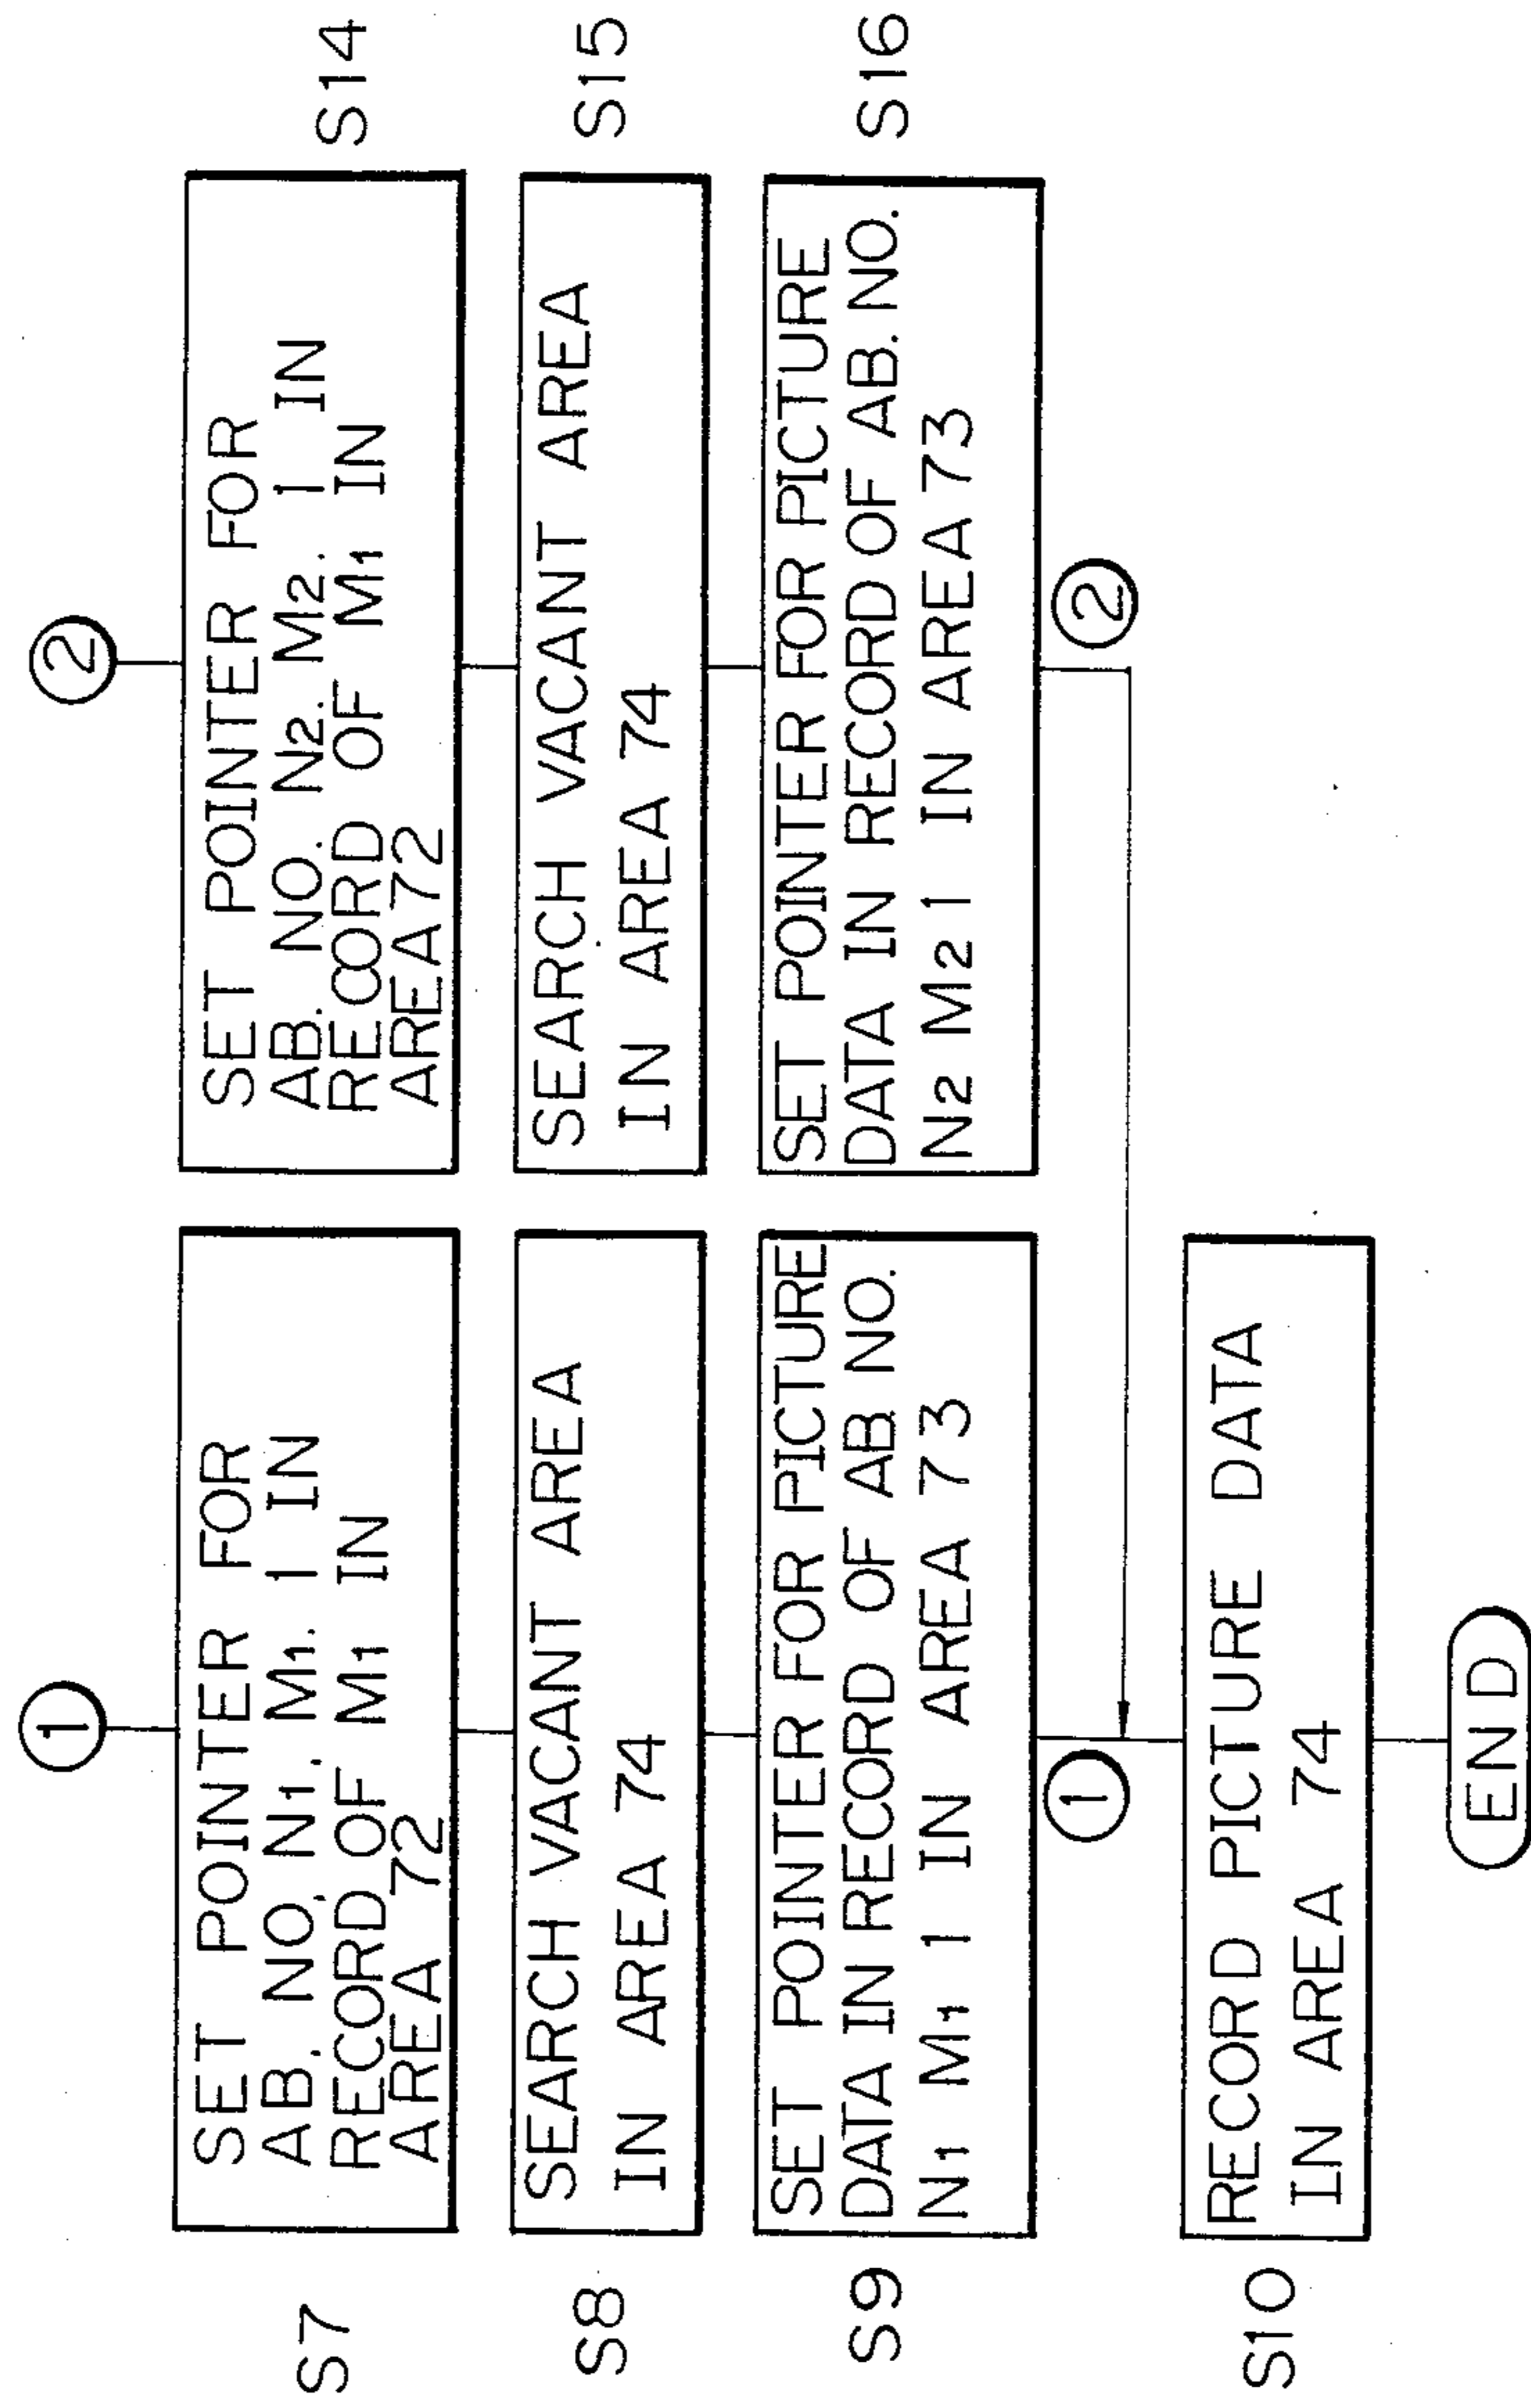 1
S7
SET POINTER FOR
AB. NO. N1. M1. 1 IN
RECORD OF M1 IN
AREA 72
S8
SEARCH VACANT AREA
IN AREA 74
S9
SET POINTER FOR PICTURE
DATA IN RECORD OF AB. NO.
N1 M1 1 IN AREA 73
1
S10
RECORD PICTURE DATA
IN AREA 74
END
2
SET POINTER FOR
AB. NO. N2. M2. 1 IN
RECORD OF M1 IN
AREA 72
S14
SEARCH VACANT AREA
IN AREA 74
S15
SET POINTER FOR PICTURE
DATA IN RECORD OF AB. NO.
N2 M2 1 IN AREA 73
S16
2